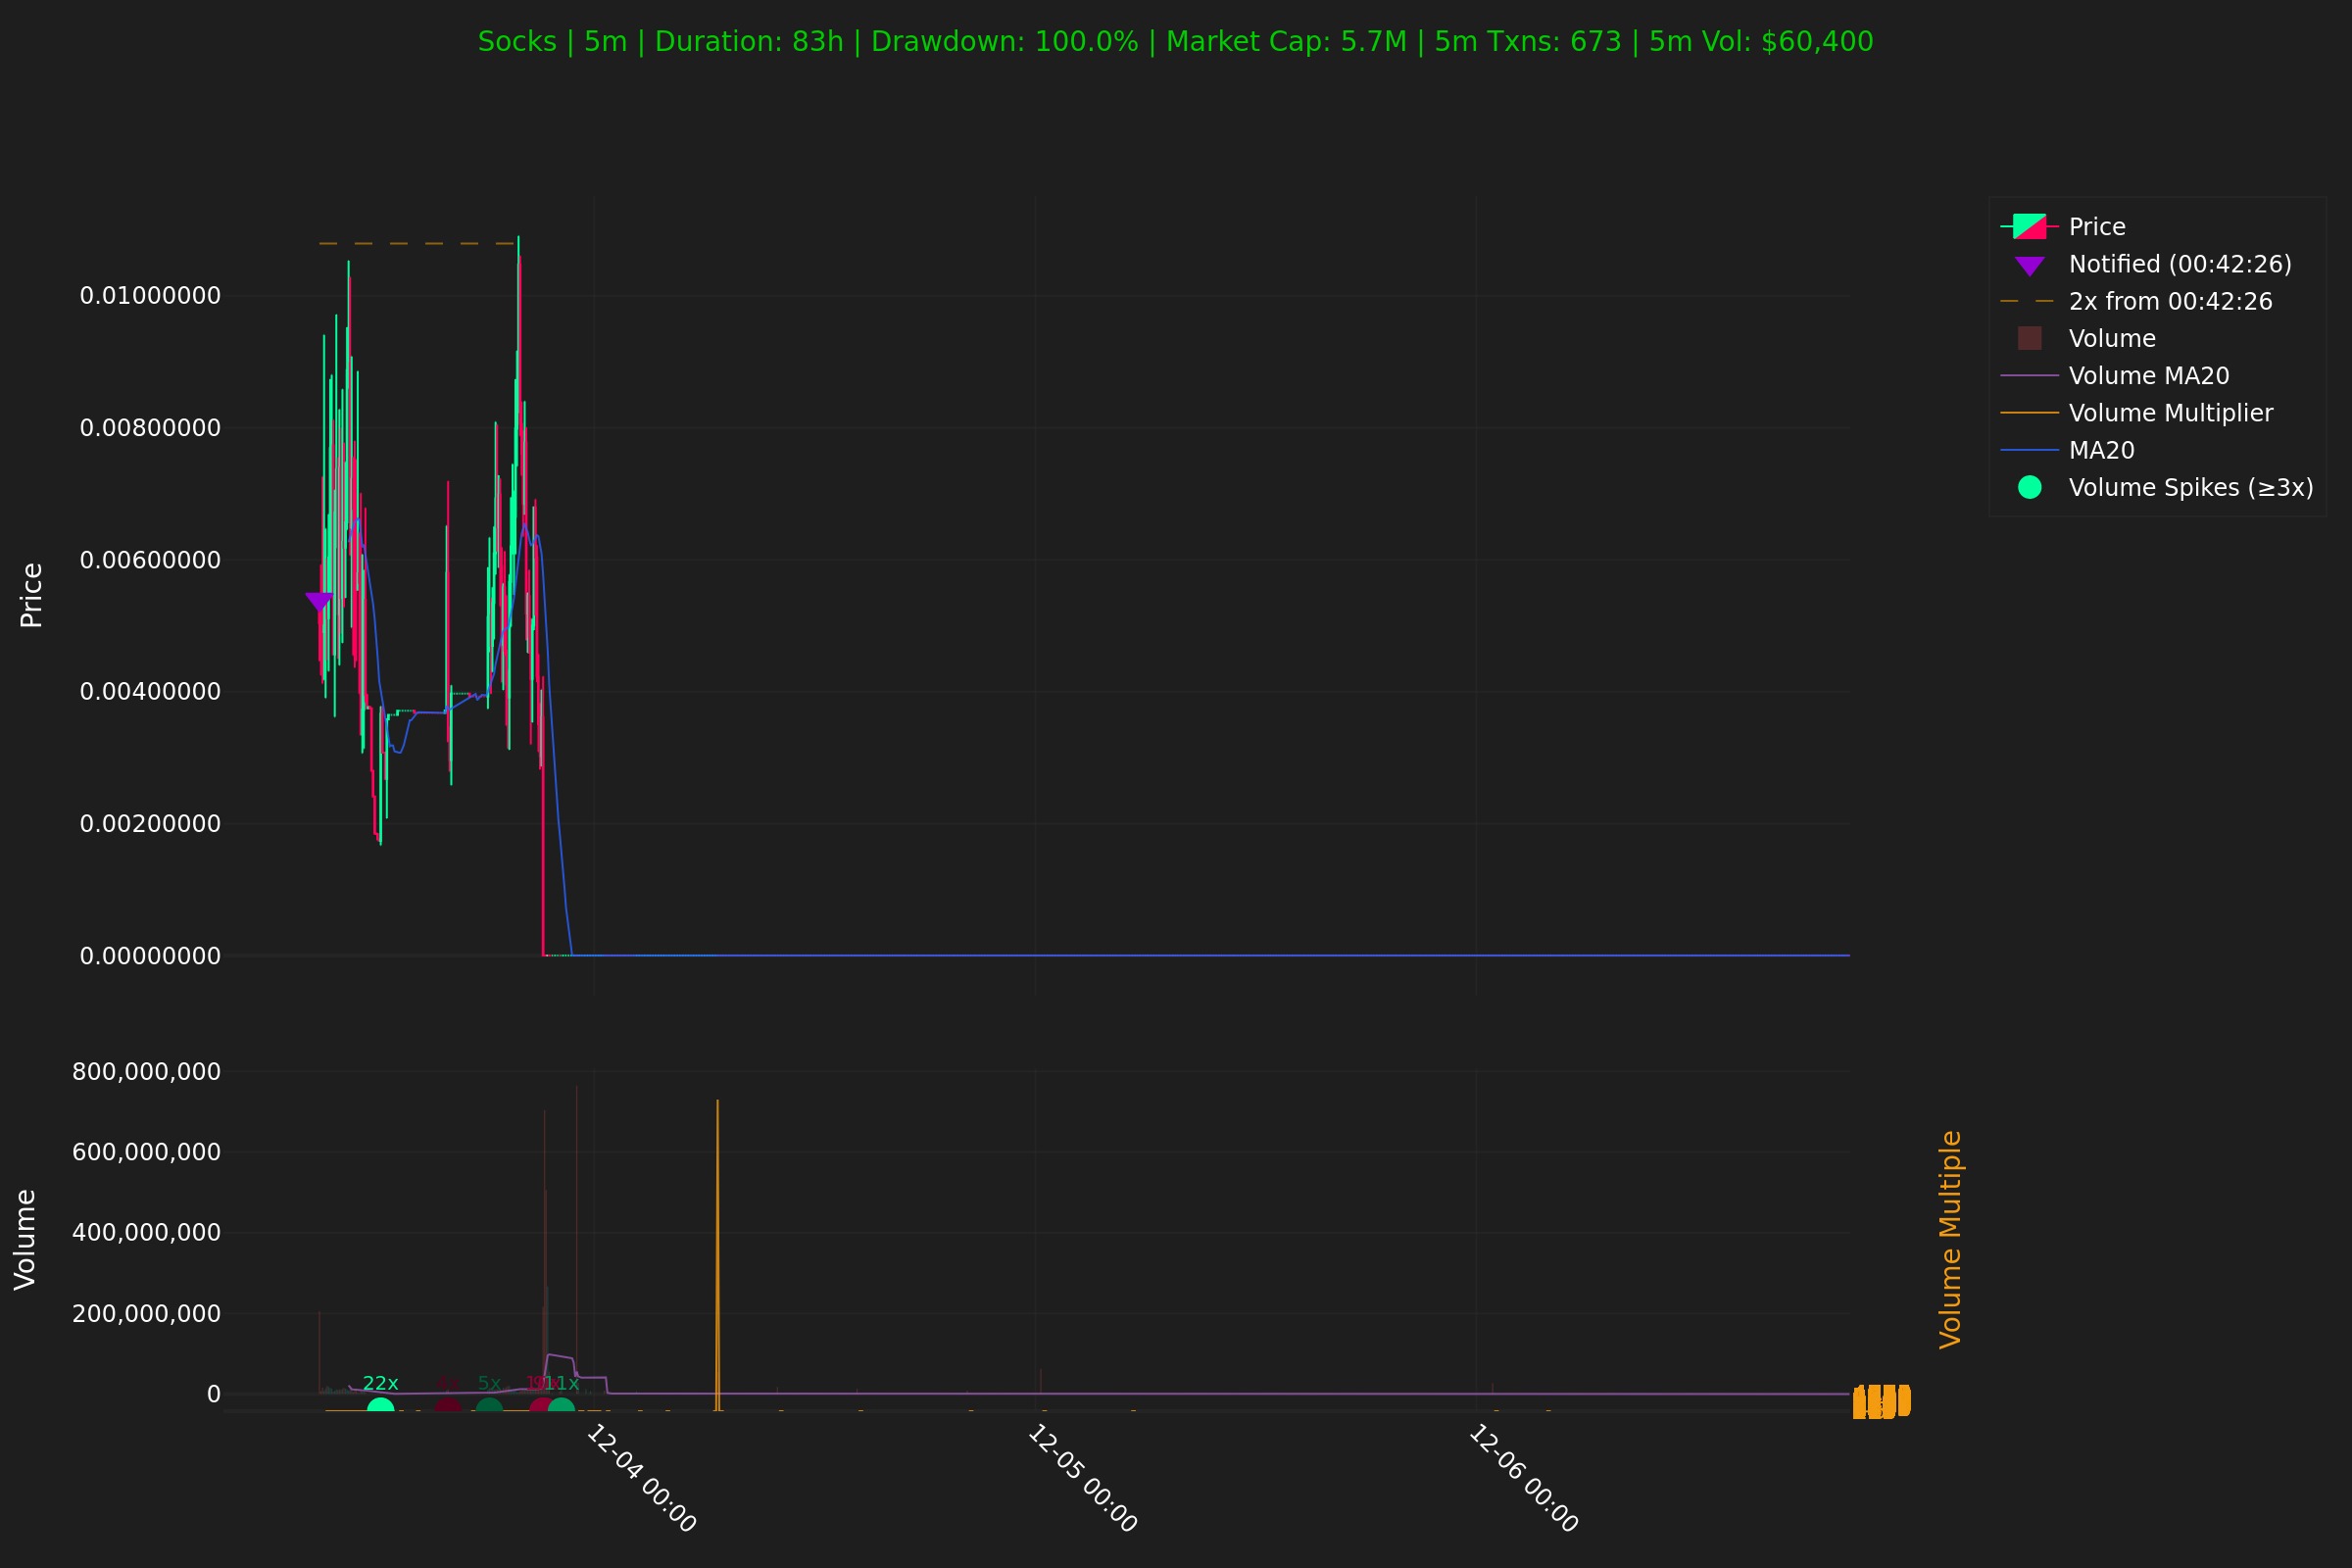 Socks | 5m | Duration: 83h | Drawdown: 100.0% | Market Cap: 5.7M | 5m Txns: 673 | 5m Vol: $60,400
Price
Notified (00:42:26)
2x from 00:42:26
Volume
Volume MA20
Volume Multiplier
MA20
Volume Spikes (≥3x)
Price
0.01000000
0.00800000
0.00600000
0.00400000
0.00200000
0.00000000
Volume
800,000,000
600,000,000
400,000,000
200,000,000
0
22x
5x
11x
Volume Multiple
12-04 00:00
12-05 00:00
12-06 00:00